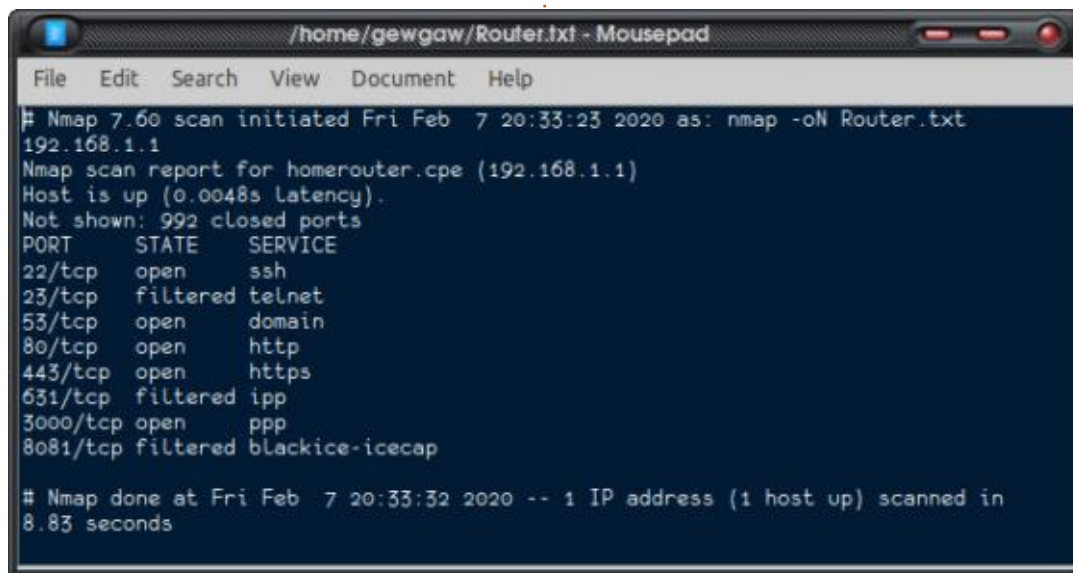 /home/gewgaw/Router.txt - Mousepad
File Edit Search View Document Help
# Nmap 7.60 scan initiated Fri Feb  7 20:33:23 2020 as: nmap -oN Router.txt
192.168.1.1
Nmap scan report for homerouter.cpe (192.168.1.1)
Host is up (0.0048s latency).
Not shown: 992 closed ports
PORT     STATE    SERVICE
22/tcp   open     ssh
23/tcp   filtered telnet
53/tcp   open     domain
80/tcp   open     http
443/tcp  open     https
631/tcp  filtered ipp
3000/tcp open     ppp
8081/tcp filtered blackice-icecap
# Nmap done at Fri Feb  7 20:33:32 2020 -- 1 IP address (1 host up) scanned in
8.83 seconds